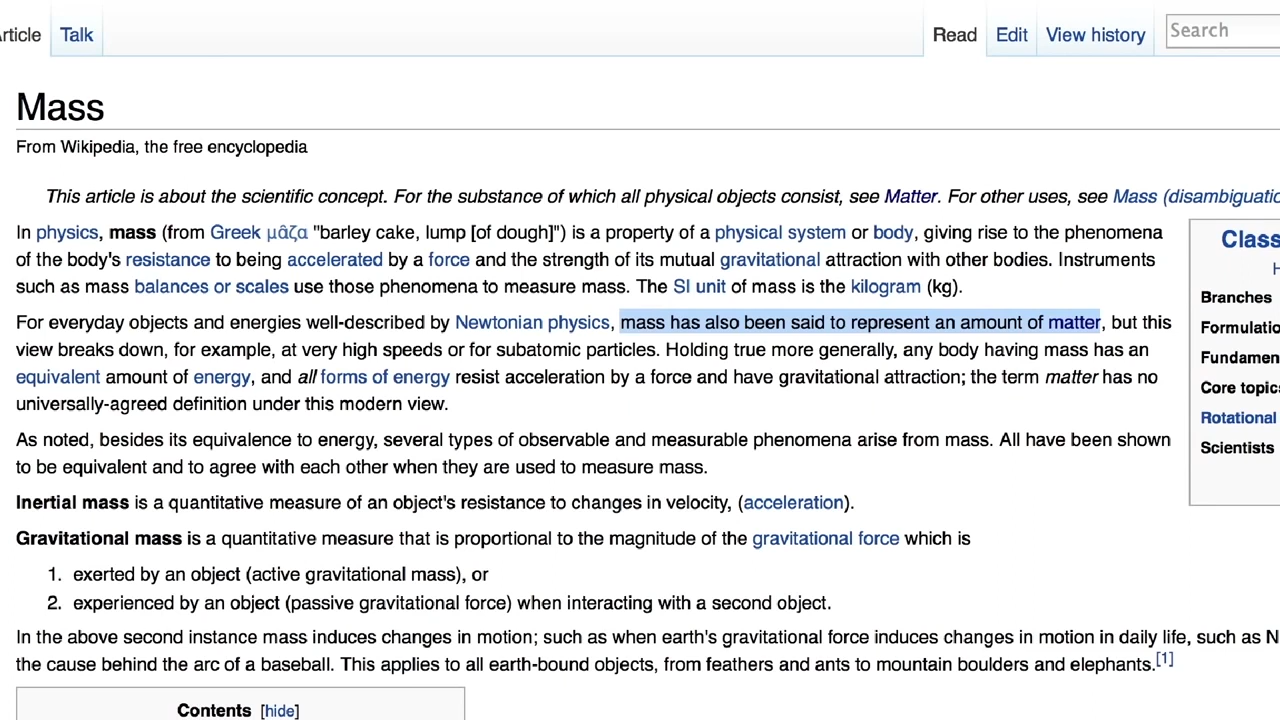 Article Talk Read Edit View history Search
Mass
From Wikipedia, the free encyclopedia
This article is about the scientific concept. For the substance of which all physical objects consist, see Matter. For other uses, see Mass
In physics, mass (from Greek μᾶζα "barley cake, lump [of dough]") is a property of a physical system or body, giving rise to the phenomena
of the body's resistance to being accelerated by a force and the strength of its mutual gravitational attraction with other bodies. Instruments
such as mass balances or scales use those phenomena to measure mass. The SI unit of mass is the kilogram (kg).
For everyday objects and energies well-described by Newtonian physics, mass has also been said to represent an amount of matter, but this
view breaks down, for example, at very high speeds or for subatomic particles. Holding true more generally, any body having mass has an
equivalent amount of energy, and all forms of energy resist acceleration by a force and have gravitational attraction; the term matter has no
universally-agreed definition under this modern view.
As noted, besides its equivalence to energy, several types of observable and measurable phenomena arise from mass. All have been shown
to be equivalent and to agree with each other when they are used to measure mass.
Inertial mass is a quantitative measure of an object's resistance to changes in velocity, (acceleration).
Gravitational mass is a quantitative measure that is proportional to the magnitude of the gravitational force which is
1. exerted by an object (active gravitational mass), or
2. experienced by an object (passive gravitational force) when interacting with a second object.
In the above second instance mass induces changes in motion; such as when earth's gravitational force induces changes in motion in daily life, such as
the cause behind the arc of a baseball. This applies to all earth-bound objects, from feathers and ants to mountain boulders and elephants.[1]
Contents [hide]
Branches
Core
Rotational
Scientists